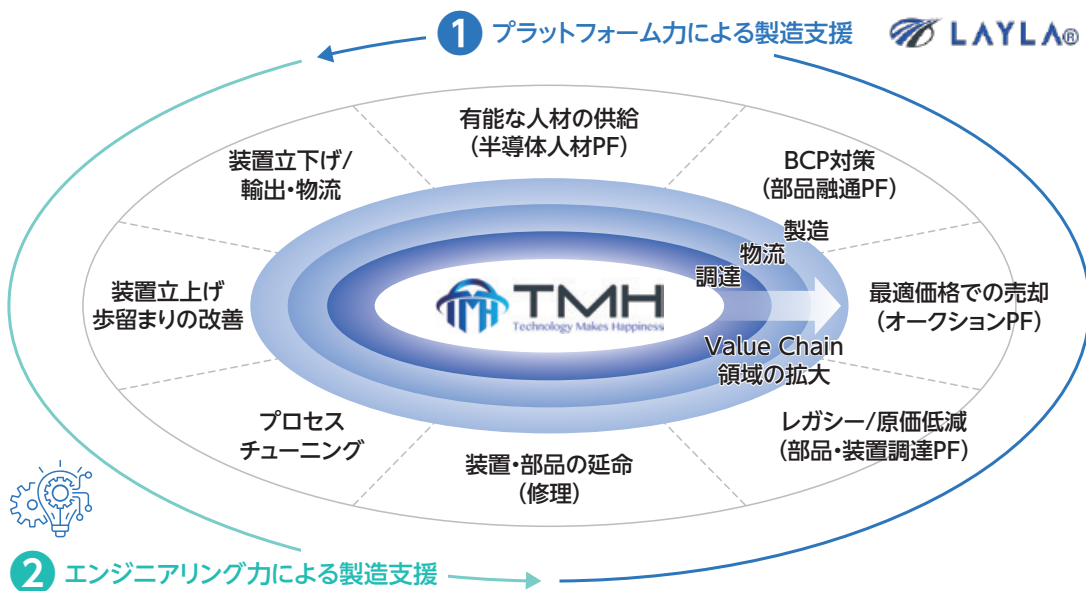 1 プラットフォーム力による製造支援
LAYLA®
有能な人材の供給
(半導体人材PF)
装置立下げ/
輸出・物流
BCP対策
(部品融通PF)
製造
物流
調達
装置立上げ
歩留まりの改善
TMH
TMH
Technology Makes Happiness
最適価格での売却
(オークションPF)
Value Chain
領域の拡大
プロセス
チューニング
装置・部品の延命
(修理)
レガシー/原価低減
(部品・装置調達PF)
2 エンジニアリング力による製造支援